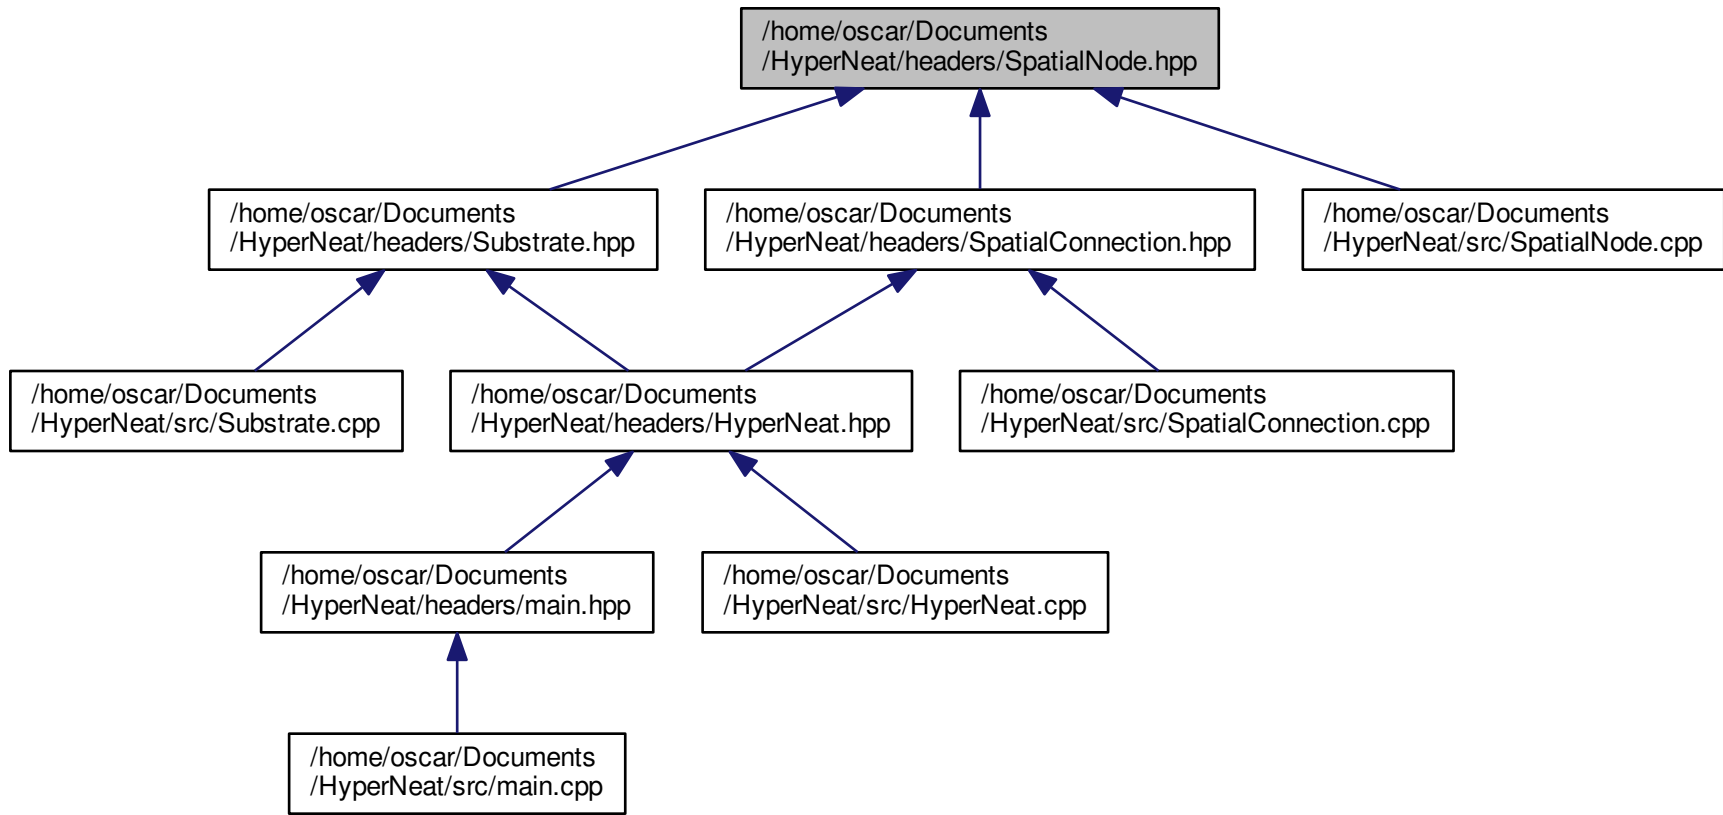 /home/oscar/Documents
/HyperNeat/headers/SpatialNode.hpp
/home/oscar/Documents
/HyperNeat/headers/Substrate.hpp
/home/oscar/Documents
/HyperNeat/headers/SpatialConnection.hpp
/home/oscar/Documents
/HyperNeat/src/SpatialNode.cpp
/home/oscar/Documents
/HyperNeat/src/Substrate.cpp
/home/oscar/Documents
/HyperNeat/headers/HyperNeat.hpp
/home/oscar/Documents
/HyperNeat/src/SpatialConnection.cpp
/home/oscar/Documents
/HyperNeat/headers/main.hpp
/home/oscar/Documents
/HyperNeat/src/HyperNeat.cpp
/home/oscar/Documents
/HyperNeat/src/main.cpp